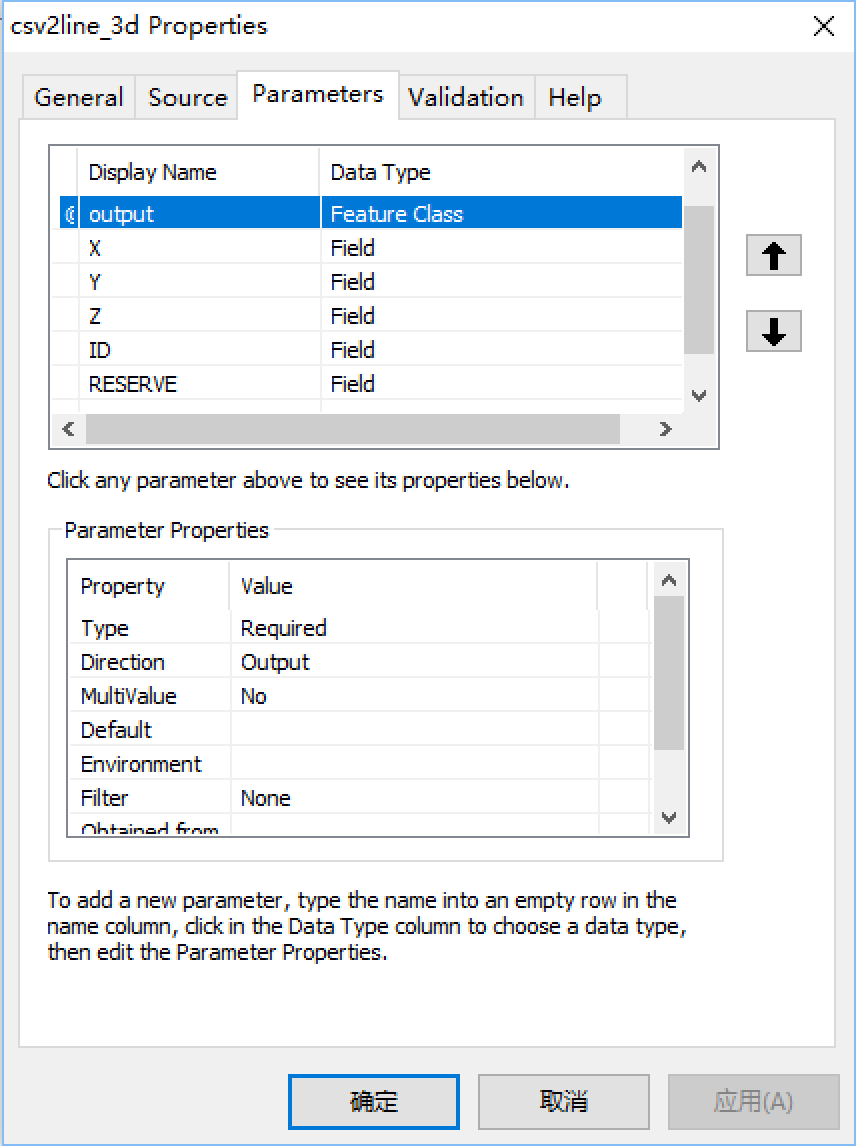 csv2line_3d Properties
General Source Parameters Validation Help
Display Name Data Type
output Feature Class
X Field
Y Field
Z Field
ID Field
RESERVE Field
Click any parameter above to see its properties below.
Parameter Properties
Property Value
Type Required
Direction Output
MultiValue No
Default
Environment
Filter None
Obtained from
To add a new parameter, type the name into an empty row in the
name column, click in the Data Type column to choose a data type,
then edit the Parameter Properties.
确定 取消 应用(A)